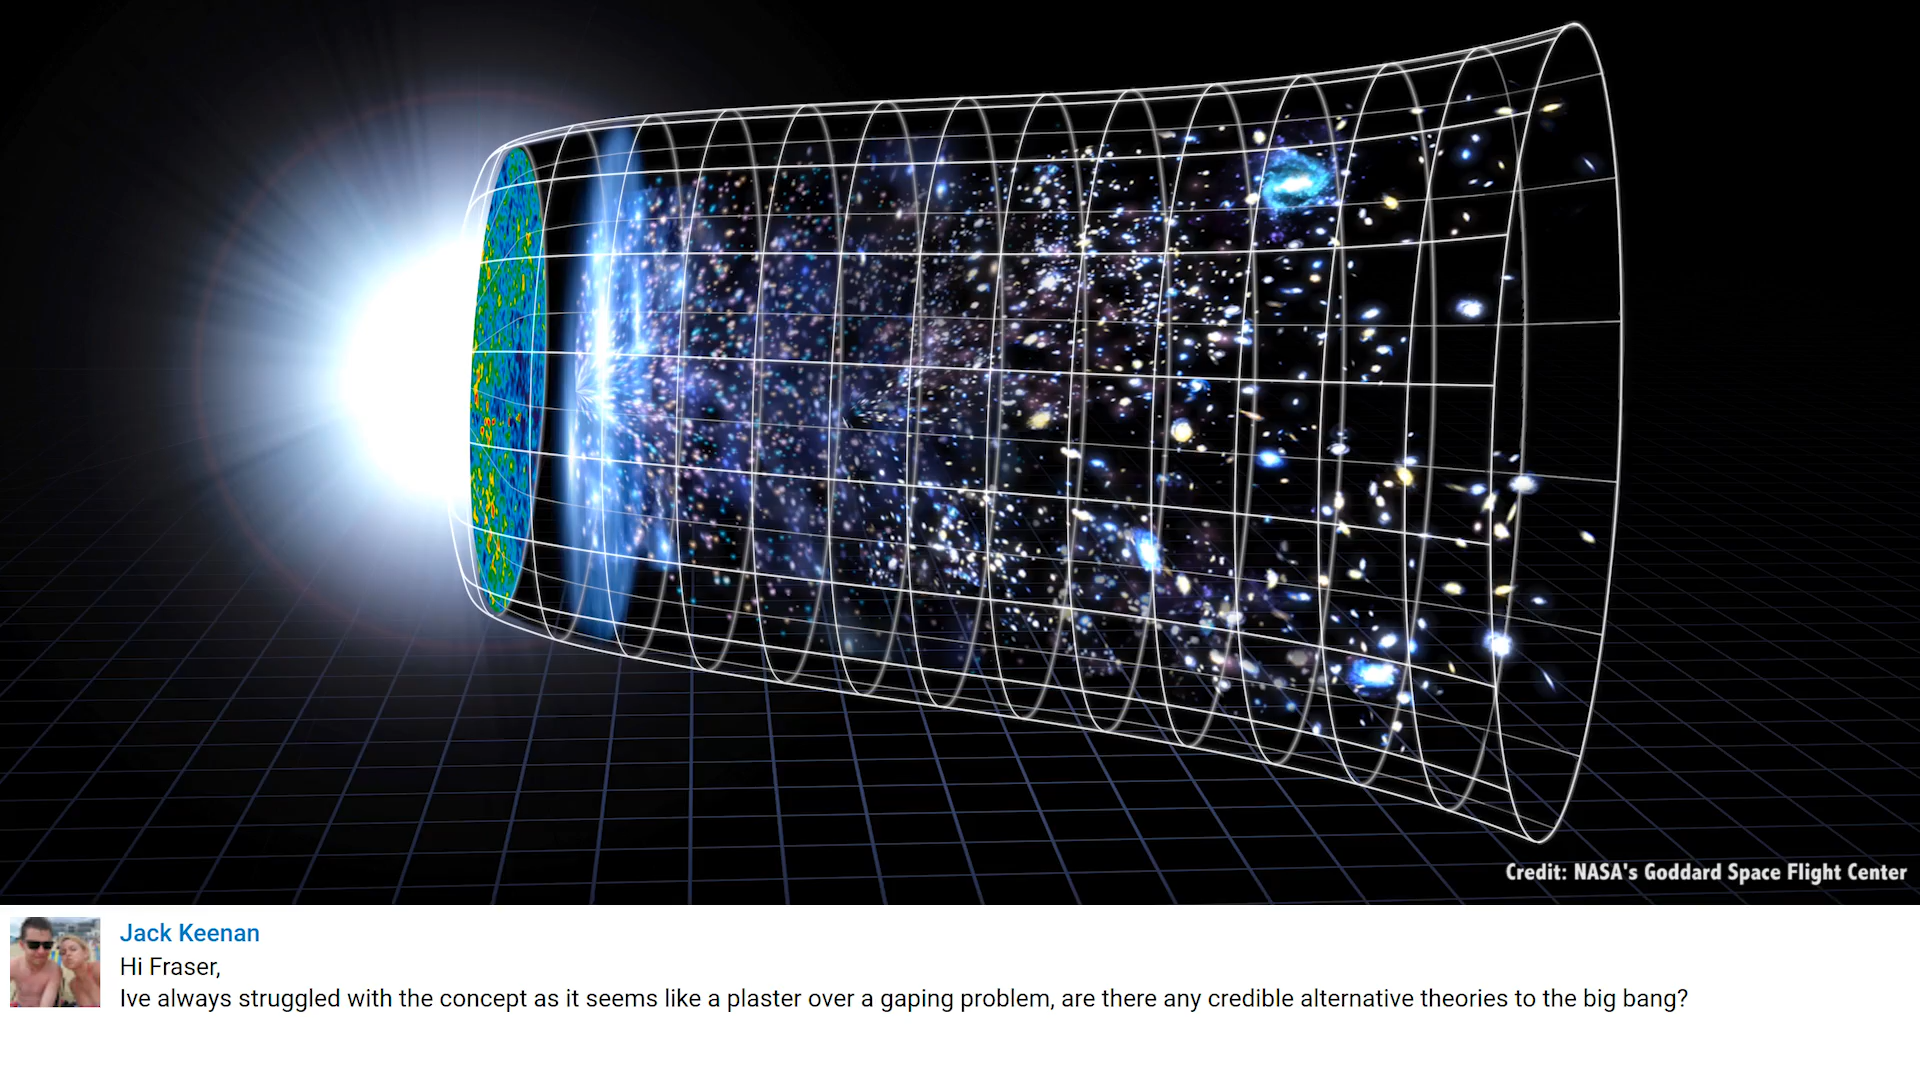 Credit: NASA's Goddard Space Flight Center
Jack Keenan
Hi Fraser,
Ive always struggled with the concept as it seems like a plaster over a gaping problem, are there any credible alternative theories to the big bang?